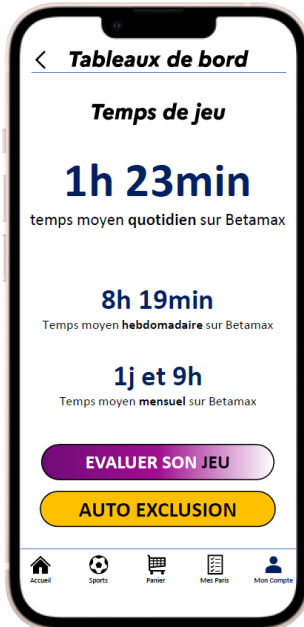 Tableaux de bord
Temps de jeu
1h 23min
temps moyen quotidien sur Betamax
8h 19min
Temps moyen hebdomadaire sur Betamax
1j et 9h
Temps moyen mensuel sur Betamax
EVALUER SON JEU
AUTO EXCLUSION
Accueil Sports Panier Mes Paris Mon Compte